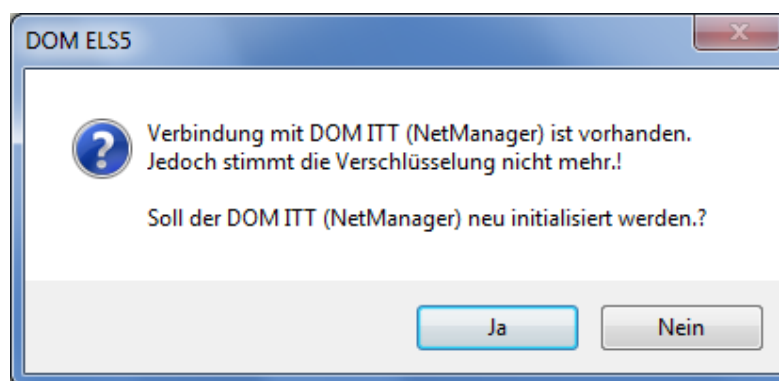 DOM ELS5
Verbindung mit DOM ITT (NetManager) ist vorhanden.
Jedoch stimmt die Verschlüsselung nicht mehr.!
Soll der DOM ITT (NetManager) neu initialisiert werden.?
Ja
Nein